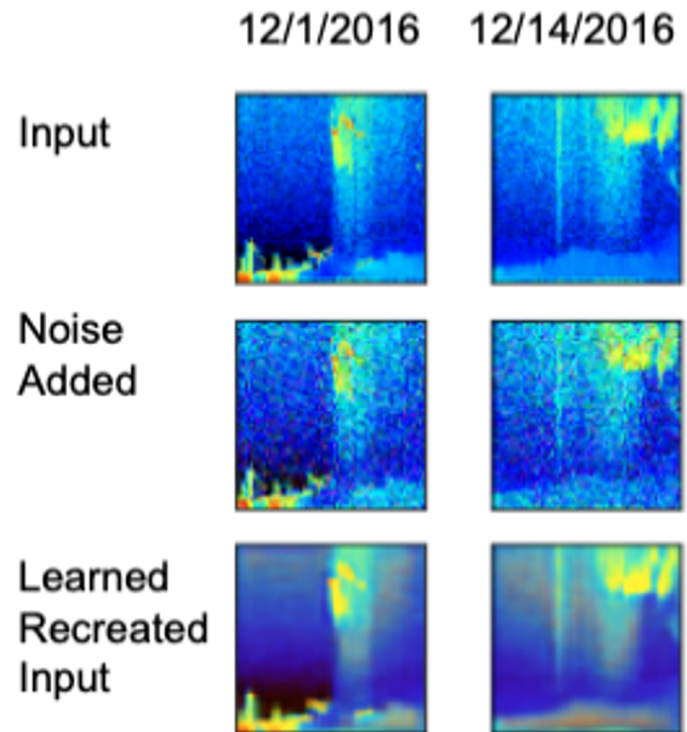 12/1/2016 12/14/2016
Input
Noise
Added
Learned
Recreated
Input